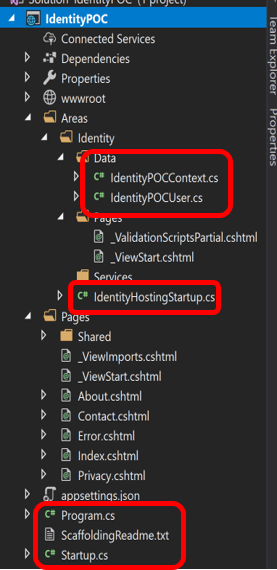 Solution 'IdentityPOC' (1 project)
IdentityPOC
Connected Services
Dependencies
Properties
wwwroot
Areas
Identity
Data
C# IdentityPOCContext.cs
C# IdentityPOCUser.cs
Pages
_ValidationScriptsPartial.cshtml
_ViewStart.cshtml
Services
C# IdentityHostingStartup.cs
Pages
Shared
_ViewImports.cshtml
_ViewStart.cshtml
About.cshtml
Contact.cshtml
Error.cshtml
Index.cshtml
Privacy.cshtml
appsettings.json
C# Program.cs
ScaffoldingReadme.txt
C# Startup.cs
Team Explorer
Properties